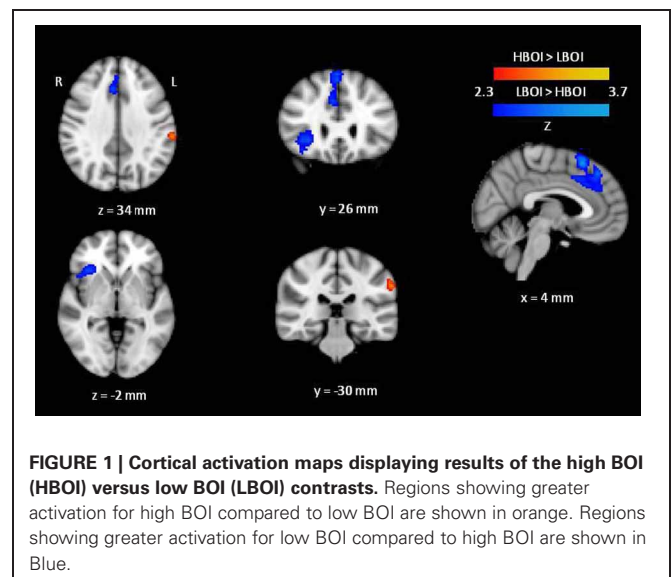 HBOI > LBOI
R
L
2.3
LBOI > HBOI
3.7
Z
z = 34 mm
y = 26 mm
x = 4 mm
z = -2 mm
y = -30 mm
FIGURE 1 | Cortical activation maps displaying results of the high BOI
(HBOI) versus low BOI (LBOI) contrasts. Regions showing greater
activation for high BOI compared to low BOI are shown in orange. Regions
showing greater activation for low BOI compared to high BOI are shown in
Blue.